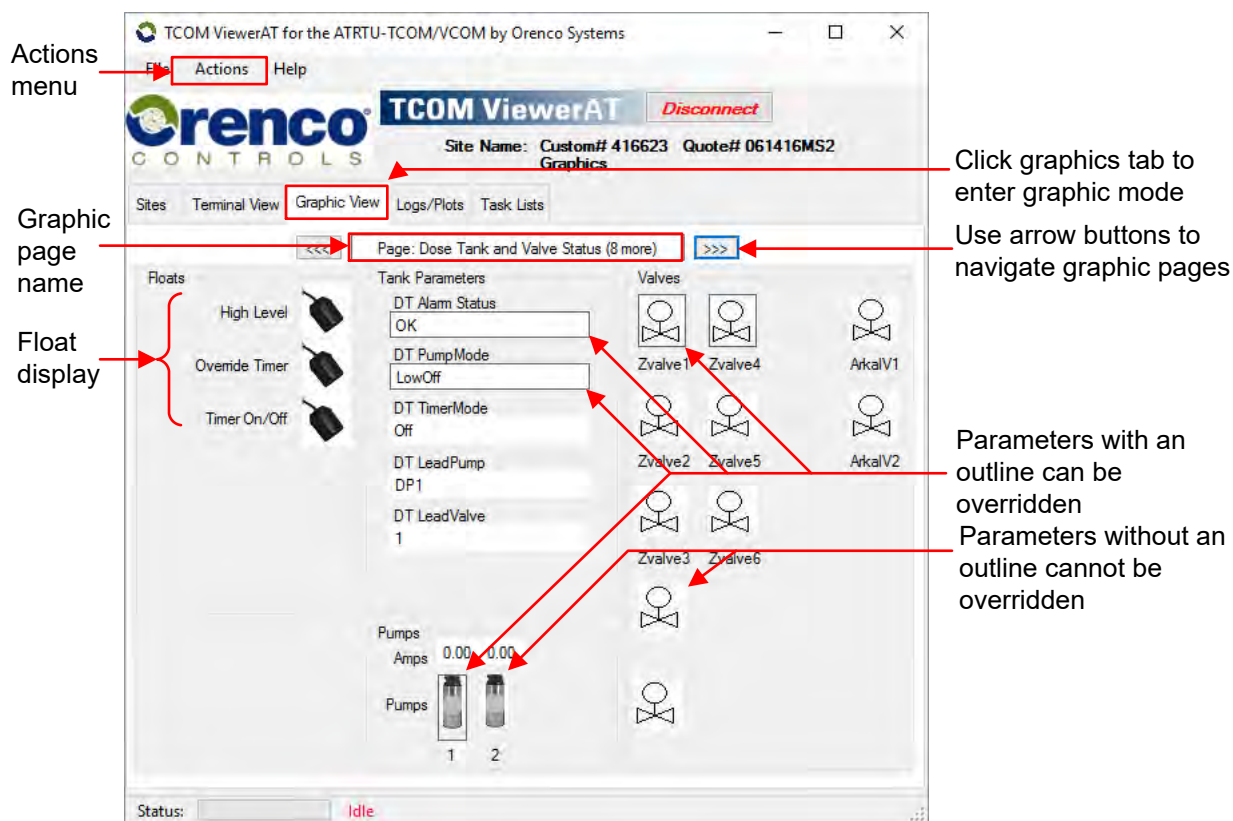 TCOM ViewerAT for the ATRTU-TCOM/VCOM by Orenco Systems
Actions
menu
File Actions Help
Orenco
CONTROLS
TCOM ViewerAT
Disconnect
Site Name: Custom# 416623 Quote# 061416MS2
Graphics
Click graphics tab to
enter graphic mode
Sites Terminal View Graphic View Logs/Plots Task Lists
Graphic
page
name
<<< Page: Dose Tank and Valve Status (8 more) >>>
Use arrow buttons to
navigate graphic pages
Float
display
Floats
High Level
Override Timer
Timer On/Off
Tank Parameters
DT Alarm Status
OK
DT PumpMode
LowOff
DT TimerMode
Off
DT LeadPump
DP1
DT LeadValve
1
Valves
Zvalve1 Zvalve4 ArkalV1
Zvalve2 Zvalve5 ArkalV2
Zvalve3 Zvalve6
Parameters with an
outline can be
overridden
Parameters without an
outline cannot be
overridden
Pumps
Amps 0.00 0.00
Pumps
1 2
Status: Idle